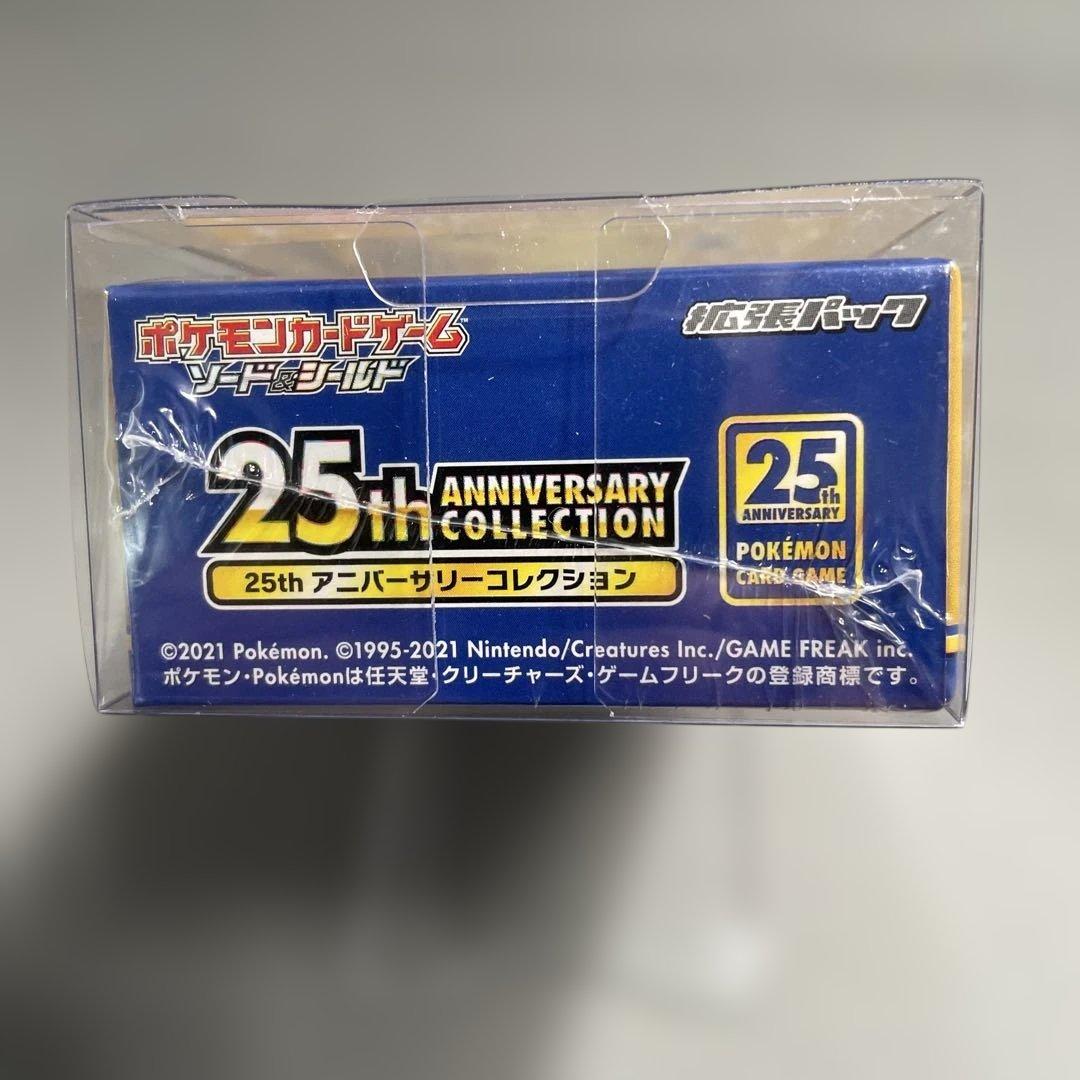 ポケモンカードゲーム™
ソード&シールド
拡張パック
25th ANNIVERSARY
COLLECTION
25th アニバーサリーコレクション
25th
ANNIVERSARY
POKÉMON
CARD GAME
©2021 Pokémon. ©1995-2021 Nintendo/Creatures Inc./GAME FREAK inc.
ポケモン・Pokémonは任天堂・クリーチャーズ・ゲームフリークの登録商標です。